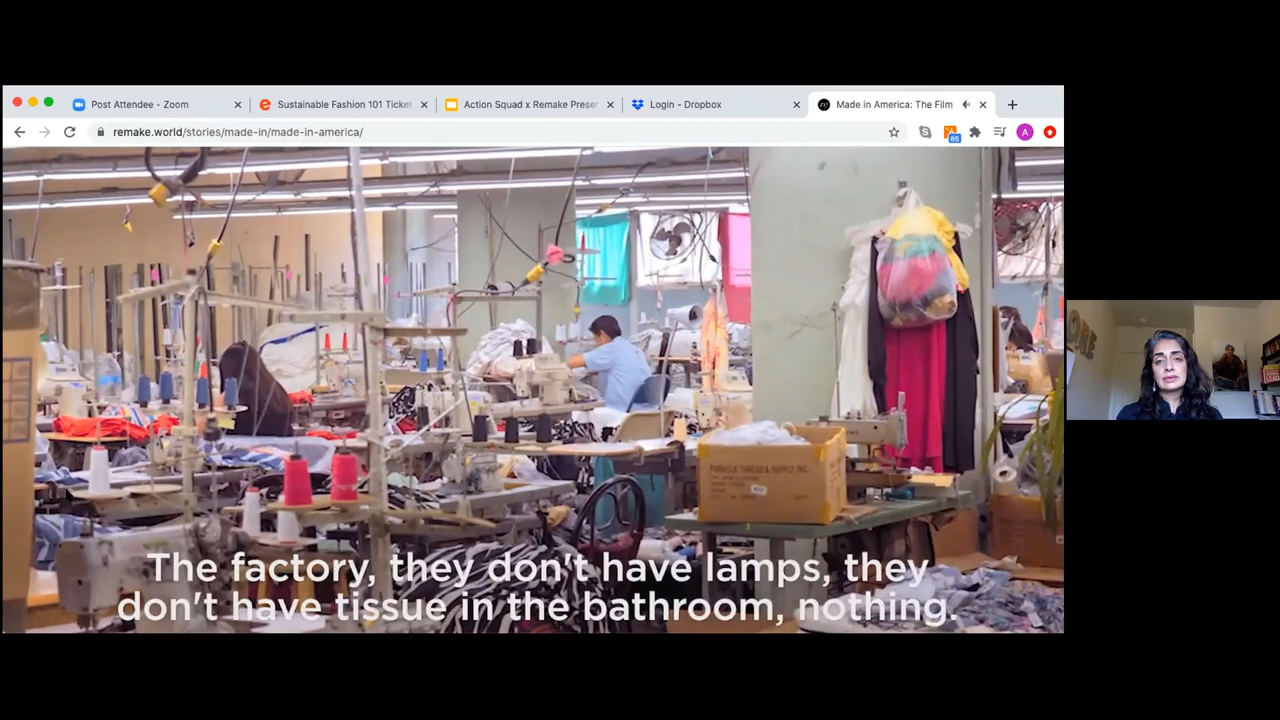 Post Attendee - Zoom
Sustainable Fashion 101 Ticket
Action Squad x Remake Preser
Login - Dropbox
Made in America: The Film
remake.world/stories/made-in/made-in-america/
85
A
The factory, they don't have lamps, they
don't have tissue in the bathroom, nothing.